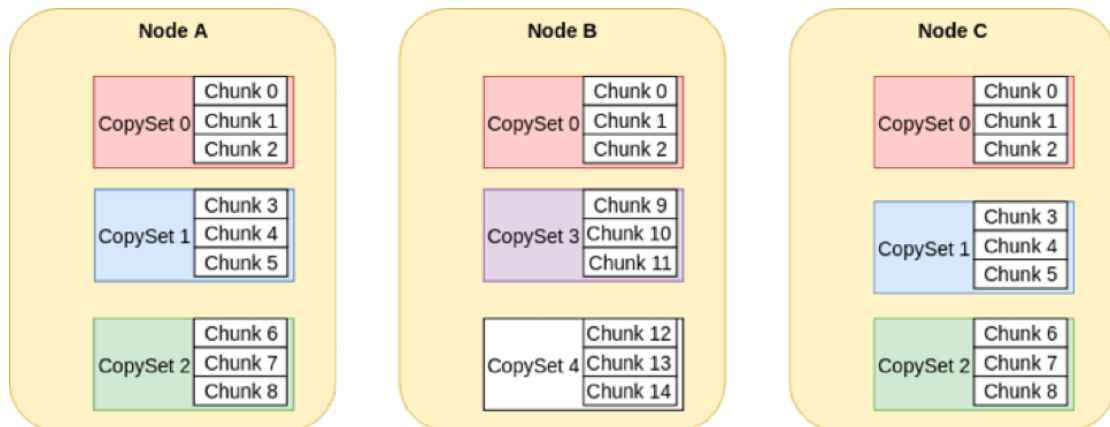 Node A
CopySet 0
Chunk 0
Chunk 1
Chunk 2
CopySet 1
Chunk 3
Chunk 4
Chunk 5
CopySet 2
Chunk 6
Chunk 7
Chunk 8
Node B
CopySet 0
Chunk 0
Chunk 1
Chunk 2
CopySet 3
Chunk 9
Chunk 10
Chunk 11
CopySet 4
Chunk 12
Chunk 13
Chunk 14
Node C
CopySet 0
Chunk 0
Chunk 1
Chunk 2
CopySet 1
Chunk 3
Chunk 4
Chunk 5
CopySet 2
Chunk 6
Chunk 7
Chunk 8